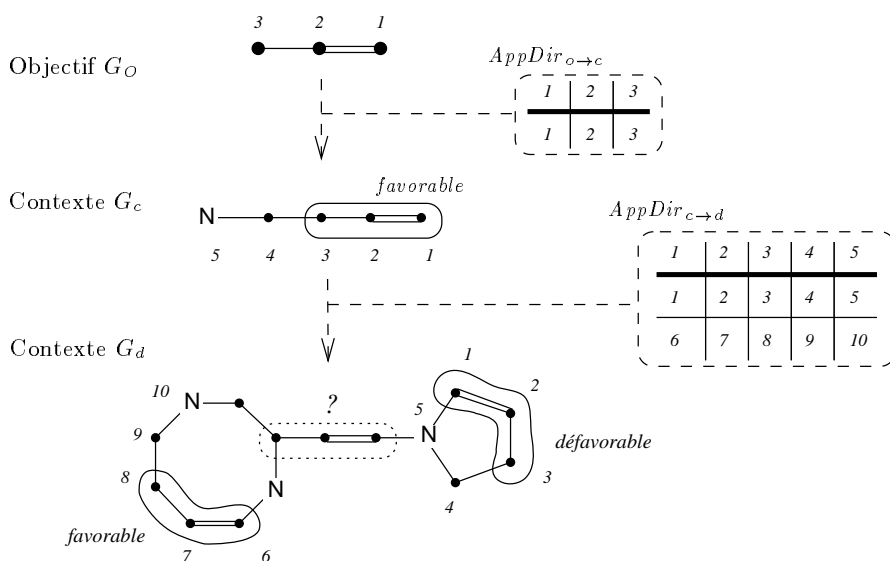 3 2 1
Objectif G_O
AppDir_{o→c}
1 2 3
1 2 3
Contexte G_c
favorable
N
5 4 3 2 1
AppDir_{c→d}
1 2 3 4 5
1 2 3 4 5
6 7 8 9 10
Contexte G_d
1
10 N ? 2
9 5 N
défavorable
8 N 4 3
favorable
7 6